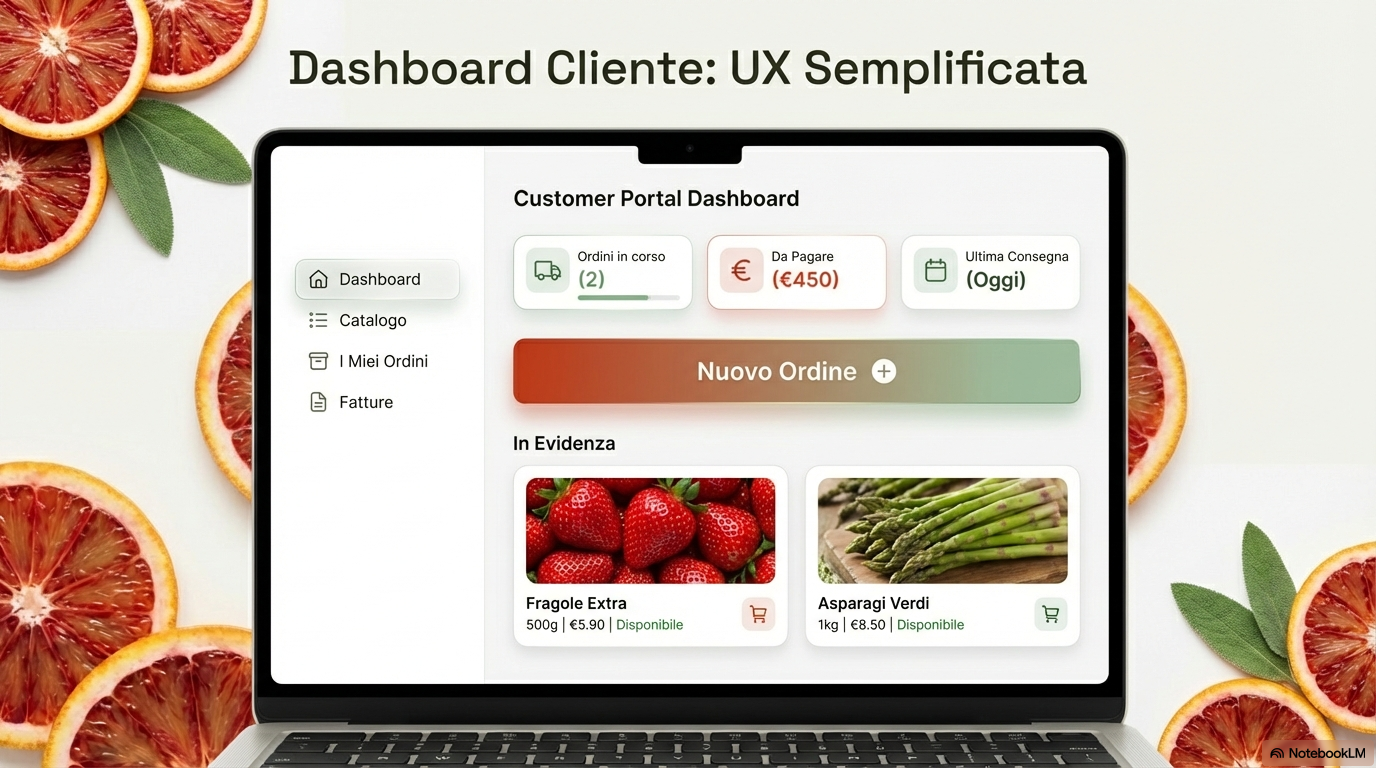 Dashboard Cliente: UX Semplificata
Customer Portal Dashboard
Dashboard
Catalogo
I Miei Ordini
Fatture
Ordini in corso
(2)
Da Pagare
(€450)
Ultima Consegna
(Oggi)
Nuovo Ordine
In Evidenza
Fragole Extra
500g | €5.90 | Disponibile
Asparagi Verdi
1kg | €8.50 | Disponibile
NotebookLM